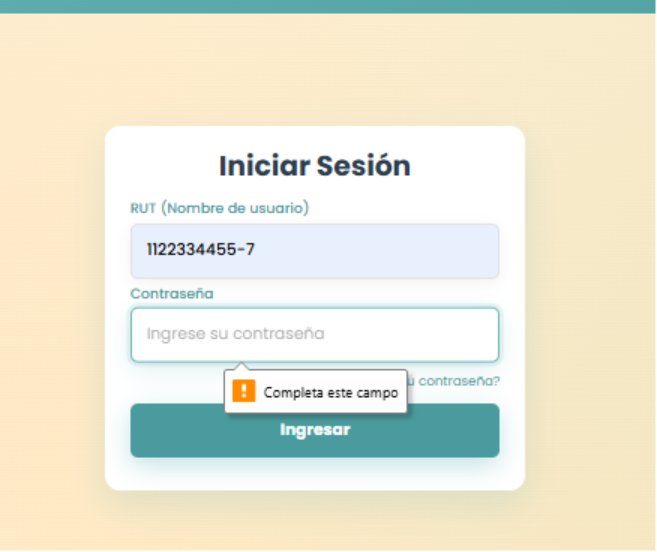 Iniciar Sesión
RUT (Nombre de usuario)
1122334455-7
Contraseña
Ingrese su contraseña
contraseña?
Completa este campo
Ingresar